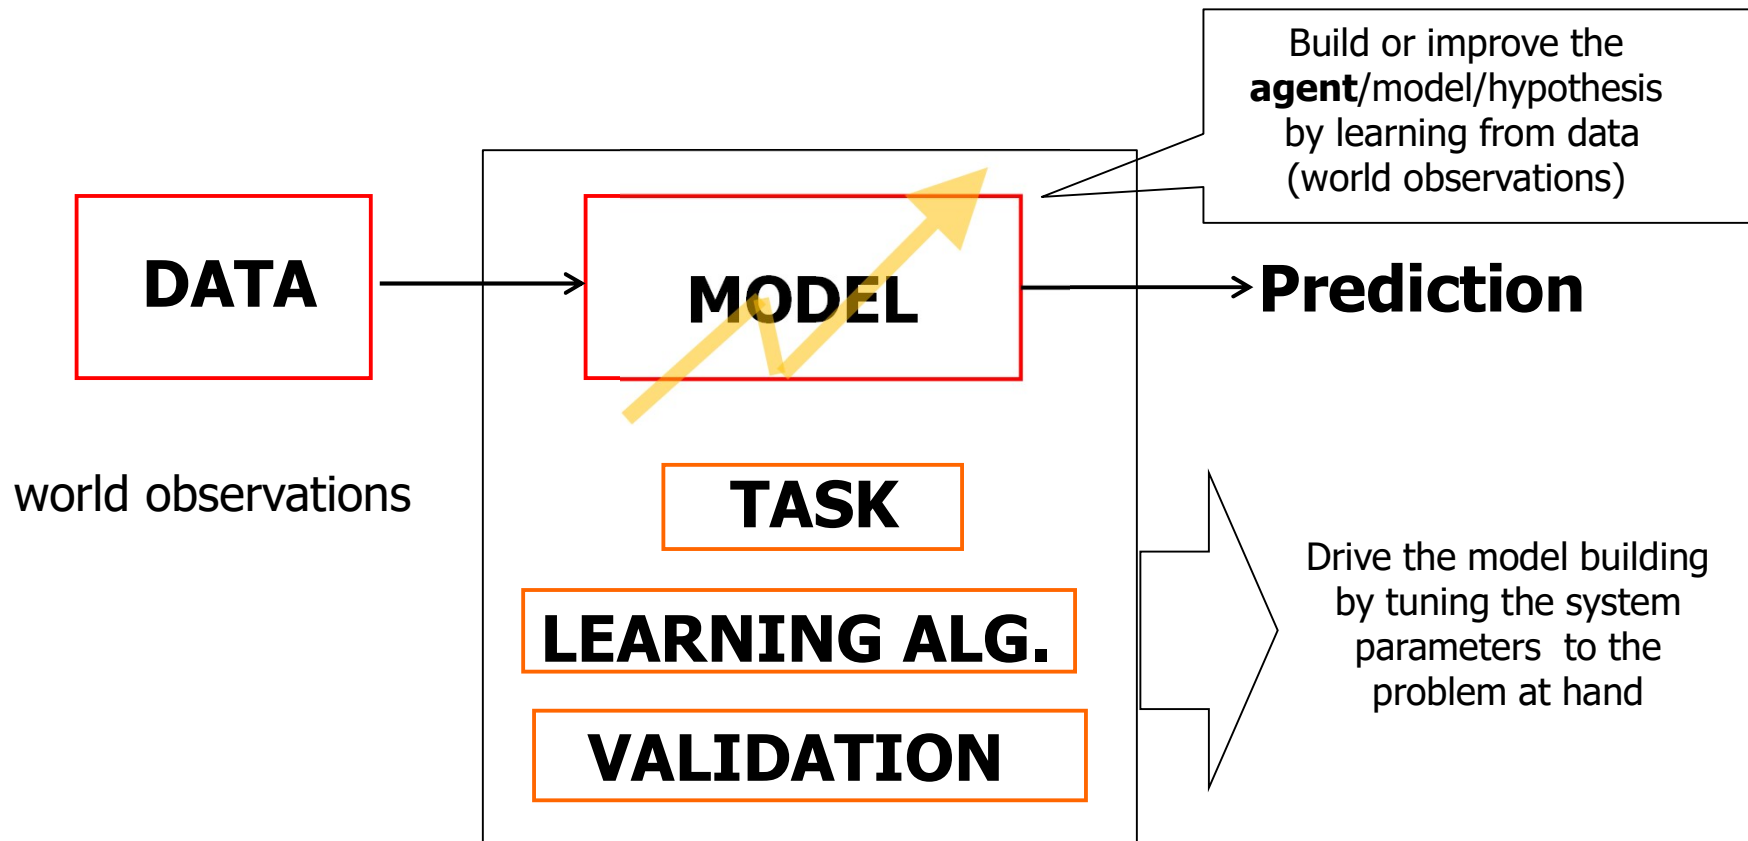 Build or improve the
agent/model/hypothesis
by learning from data
(world observations)
DATA
MODEL
Prediction
world observations
TASK
LEARNING ALG.
VALIDATION
Drive the model building
by tuning the system
parameters to the
problem at hand